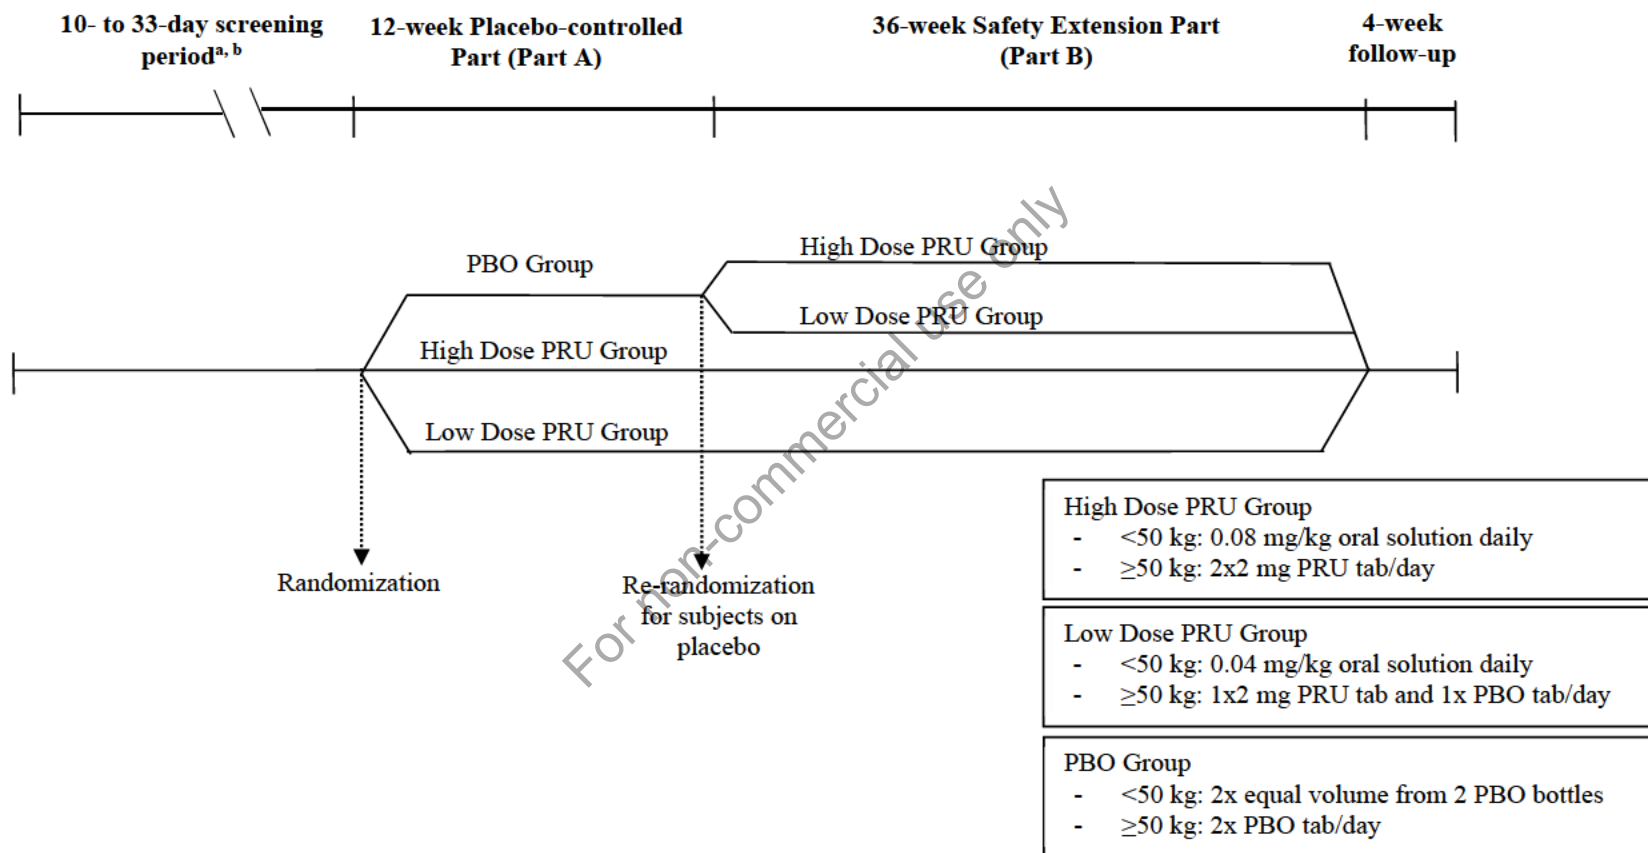 10- to 33-day screening
period^a, b
12-week Placebo-controlled
Part (Part A)
36-week Safety Extension Part
(Part B)
4-week
follow-up
PBO Group
High Dose PRU Group
Low Dose PRU Group
High Dose PRU Group
Low Dose PRU Group
Randomization
Re-randomization
for subjects on
placebo
For non-commercial use only
High Dose PRU Group
- <50 kg: 0.08 mg/kg oral solution daily
- ≥50 kg: 2x2 mg PRU tab/day
Low Dose PRU Group
- <50 kg: 0.04 mg/kg oral solution daily
- ≥50 kg: 1x2 mg PRU tab and 1x PBO tab/day
PBO Group
- <50 kg: 2x equal volume from 2 PBO bottles
- ≥50 kg: 2x PBO tab/day